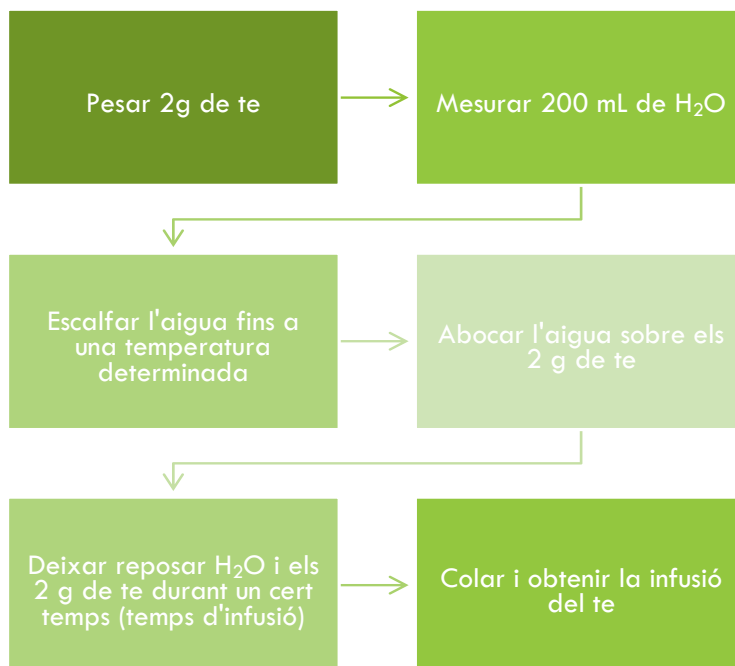 Pesar 2g de te
Mesurar 200 mL de H₂O
Escalfar l'aigua fins a
una temperatura
determinada
Abocar l'aigua sobre els
2 g de te
Deixar reposar H₂O i els
2 g de te durant un cert
temps (temps d'infusió)
Colar i obtenir la infusió
del te